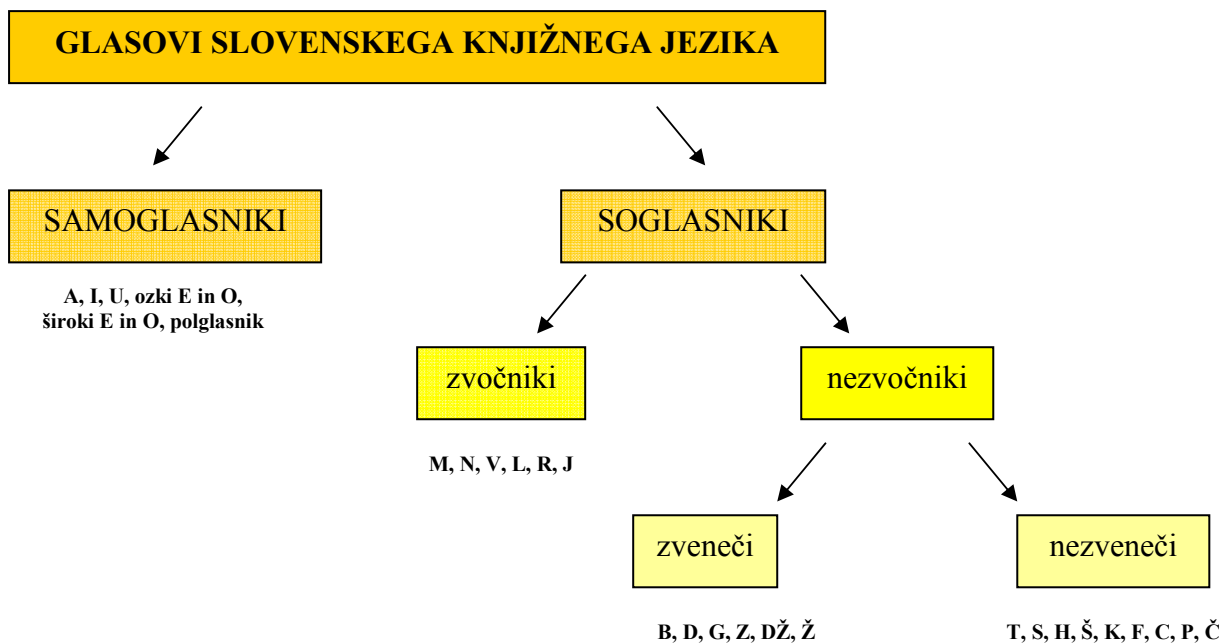 GLASOVI SLOVENSKEGA KNJIŽNEGA JEZIKA
SAMOGLASNIKI
SOGLASNIKI
A, I, U, ozki E in O,
široki E in O, polglasnik
zvočniki
nezvočniki
M, N, V, L, R, J
zveneči
nezveneči
B, D, G, Z, DŽ, Ž
T, S, H, Š, K, F, C, P, Č